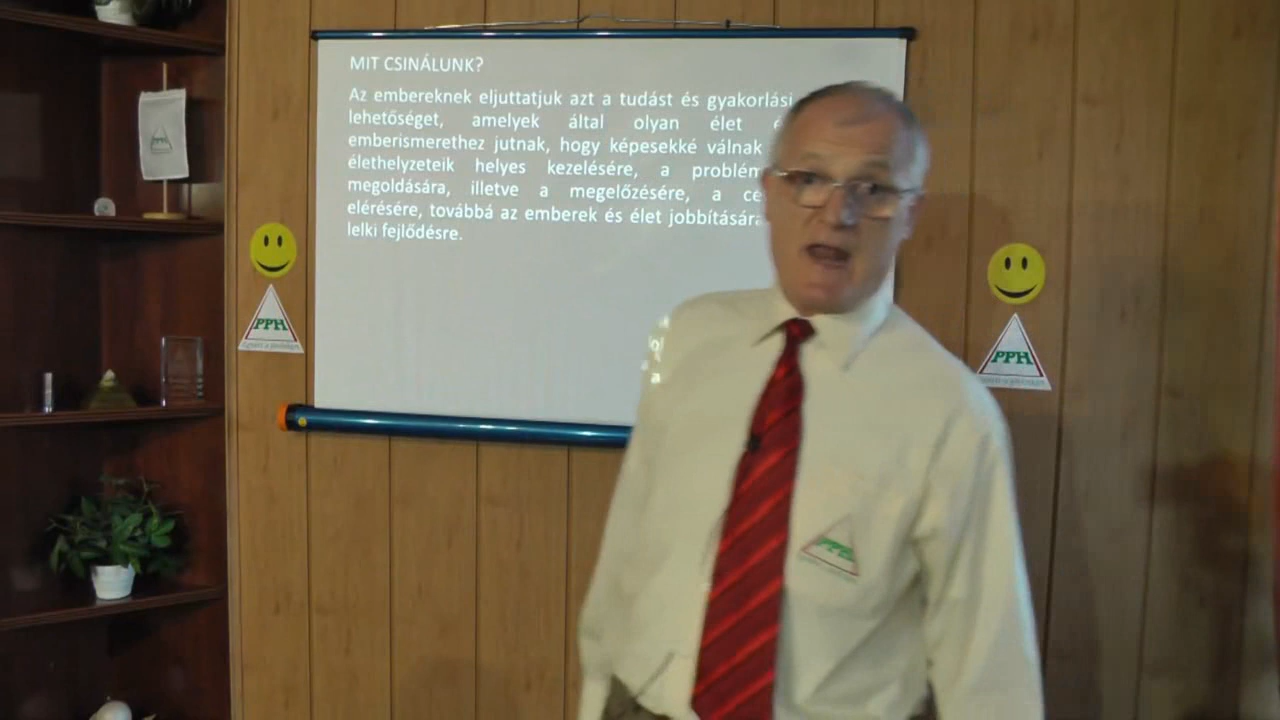 MIT CSINÁLUNK?
Az embereknek eljuttatjuk azt a tudást és gyakorlási
lehetőséget, amelyek által olyan élet
emberismerethez jutnak, hogy képesekké válnak
élethelyzeteik helyes kezelésére, a
megoldására, illetve a megelőzésére, a
elérésére, továbbá az emberek és élet jobbítására
lelki fejlődésre.
PPH
PPH
PPH